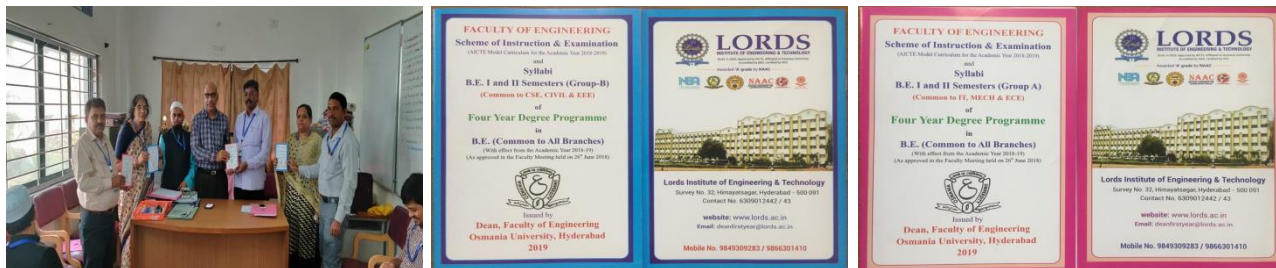 FACULTY OF ENGINEERING
Scheme of Instruction & Examination
(AICTE Model Curriculum for the Academic Year 2018-2019)
and
Syllabi
B.E. I and II Semesters (Group-B)
(Common to CSE, CIVIL & EEE)
of
Four Year Degree Programme
in
B.E. (Common to All Branches)
(With effect from the Academic Year 2018-19)
(As approved in the Faculty Meeting held on 26th June 2018)
Issued by
Dean, Faculty of Engineering
Osmania University, Hyderabad
2019
LORDS
INSTITUTE OF ENGINEERING & TECHNOLOGY
Awarded 'A' grade by NAAC
NBA
NAAC
Lords Institute of Engineering & Technology
Survey No. 32, Himayatsagar, Hyderabad - 500 091
Contact No. 6309012442 / 43
website: www.lords.ac.in
Email: deanfirstyear@lords.ac.in
Mobile No. 9849309283 / 9866301410
FACULTY OF ENGINEERING
Scheme of Instruction & Examination
(AICTE Model Curriculum for the Academic Year 2018-2019)
and
Syllabi
B.E. I and II Semesters (Group A)
(Common to IT, MECH & ECE)
of
Four Year Degree Programme
in
B.E. (Common to All Branches)
(With effect from the Academic Year 2018-19)
(As approved in the Faculty Meeting held on 26th June 2018)
Issued by
Dean, Faculty of Engineering
Osmania University, Hyderabad
2019
LORDS
INSTITUTE OF ENGINEERING & TECHNOLOGY
Awarded 'A' grade by NAAC
NBA
NAAC
Lords Institute of Engineering & Technology
Survey No. 32, Himayatsagar, Hyderabad - 500 091
Contact No. 6309012442 / 43
website: www.lords.ac.in
Email: deanfirstyear@lords.ac.in
Mobile No. 9849309283 / 9866301410